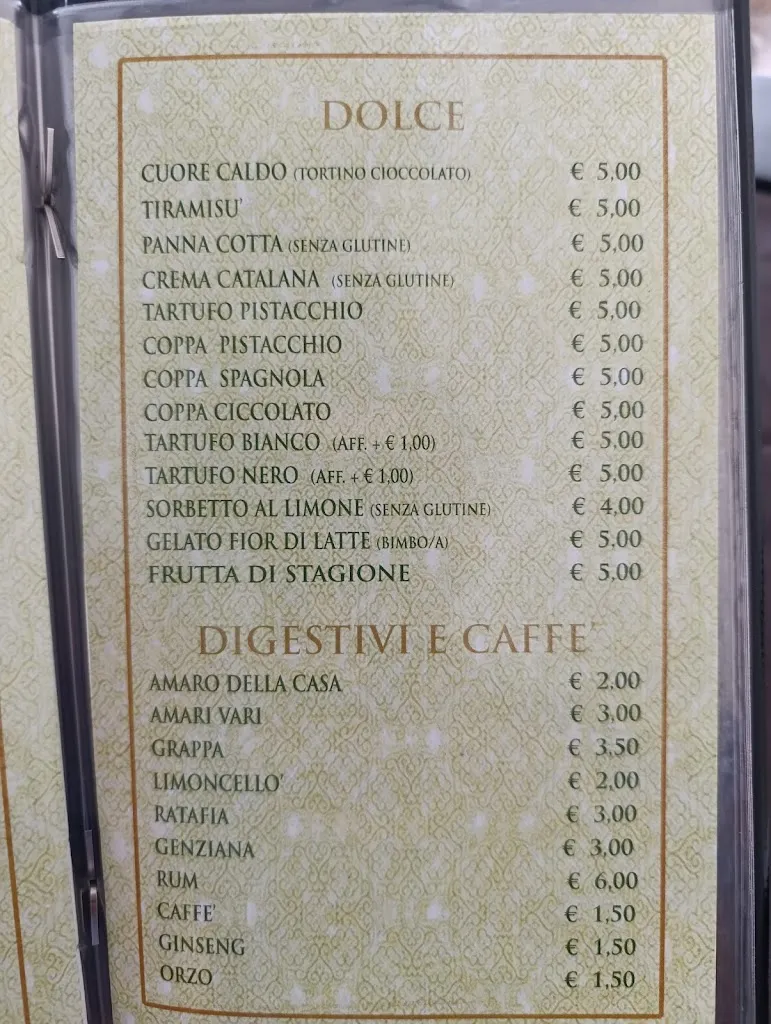 DOLCE
CUORE CALDO (TORTINO CIOCCOLATO) € 5,00
TIRAMISU' € 5,00
PANNA COTTA (SENZA GLUTINE) € 5,00
CREMA CATALANA (SENZA GLUTINE) € 5,00
TARTUFO PISTACCHIO € 5,00
COPPA PISTACCHIO € 5,00
COPPA SPAGNOLA € 5,00
COPPA CICCOLATO € 5,00
TARTUFO BIANCO (AFF. + € 1,00) € 5,00
TARTUFO NERO (AFF. + € 1,00) € 5,00
SORBETTO AL LIMONE (SENZA GLUTINE) € 4,00
GELATO FIOR DI LATTE (BIMBO/A) € 5,00
FRUTTA DI STAGIONE € 5,00
DIGESTIVI E CAFFE'
AMARO DELLA CASA € 2,00
AMARI VARI € 3,00
GRAPPA € 3,50
LIMONCELLO' € 2,00
RATAFIA € 3,00
GENZIANA € 3,00
RUM € 6,00
CAFFE' € 1,50
GINSENG € 1,50
ORZO € 1,50